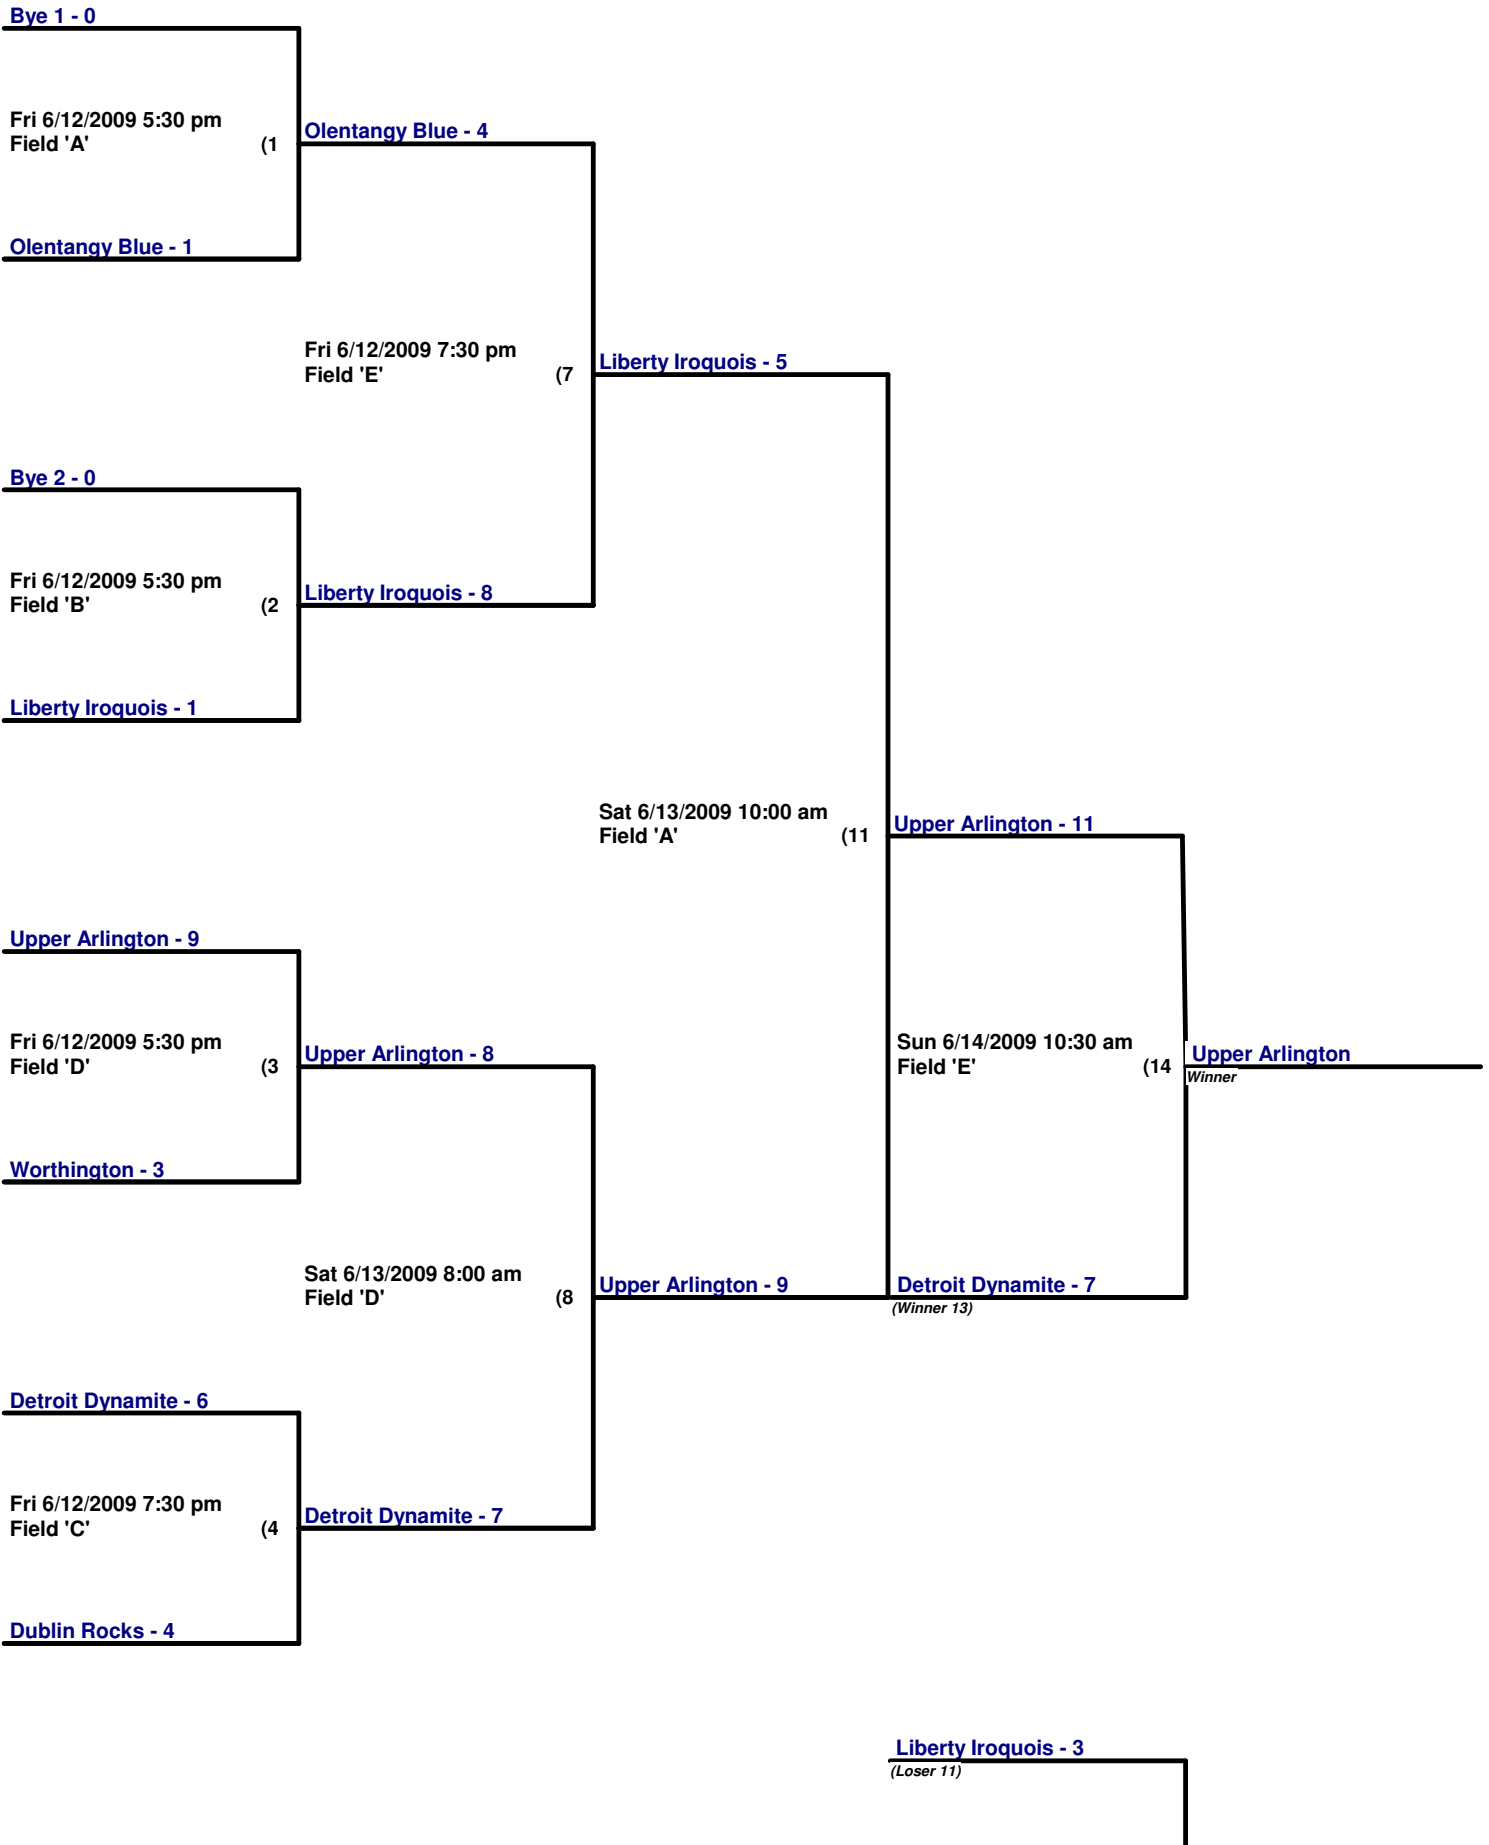 Bye 1 - 0
Fri 6/12/2009 5:30 pm
Field 'A' (1
Olentangy Blue - 4
Olentangy Blue - 1
Fri 6/12/2009 7:30 pm
Field 'E' (7
Liberty Iroquois - 5
Bye 2 - 0
Fri 6/12/2009 5:30 pm
Field 'B' (2
Liberty Iroquois - 8
Liberty Iroquois - 1
Sat 6/13/2009 10:00 am
Field 'A' (11
Upper Arlington - 11
Upper Arlington - 9
Fri 6/12/2009 5:30 pm
Field 'D' (3
Upper Arlington - 8
Sun 6/14/2009 10:30 am
Field 'E' (14
Upper Arlington
Winner
Worthington - 3
Sat 6/13/2009 8:00 am
Field 'D' (8
Upper Arlington - 9
Detroit Dynamite - 7
(Winner 13)
Detroit Dynamite - 6
Fri 6/12/2009 7:30 pm
Field 'C' (4
Detroit Dynamite - 7
Dublin Rocks - 4
Liberty Iroquois - 3
(Loser 11)